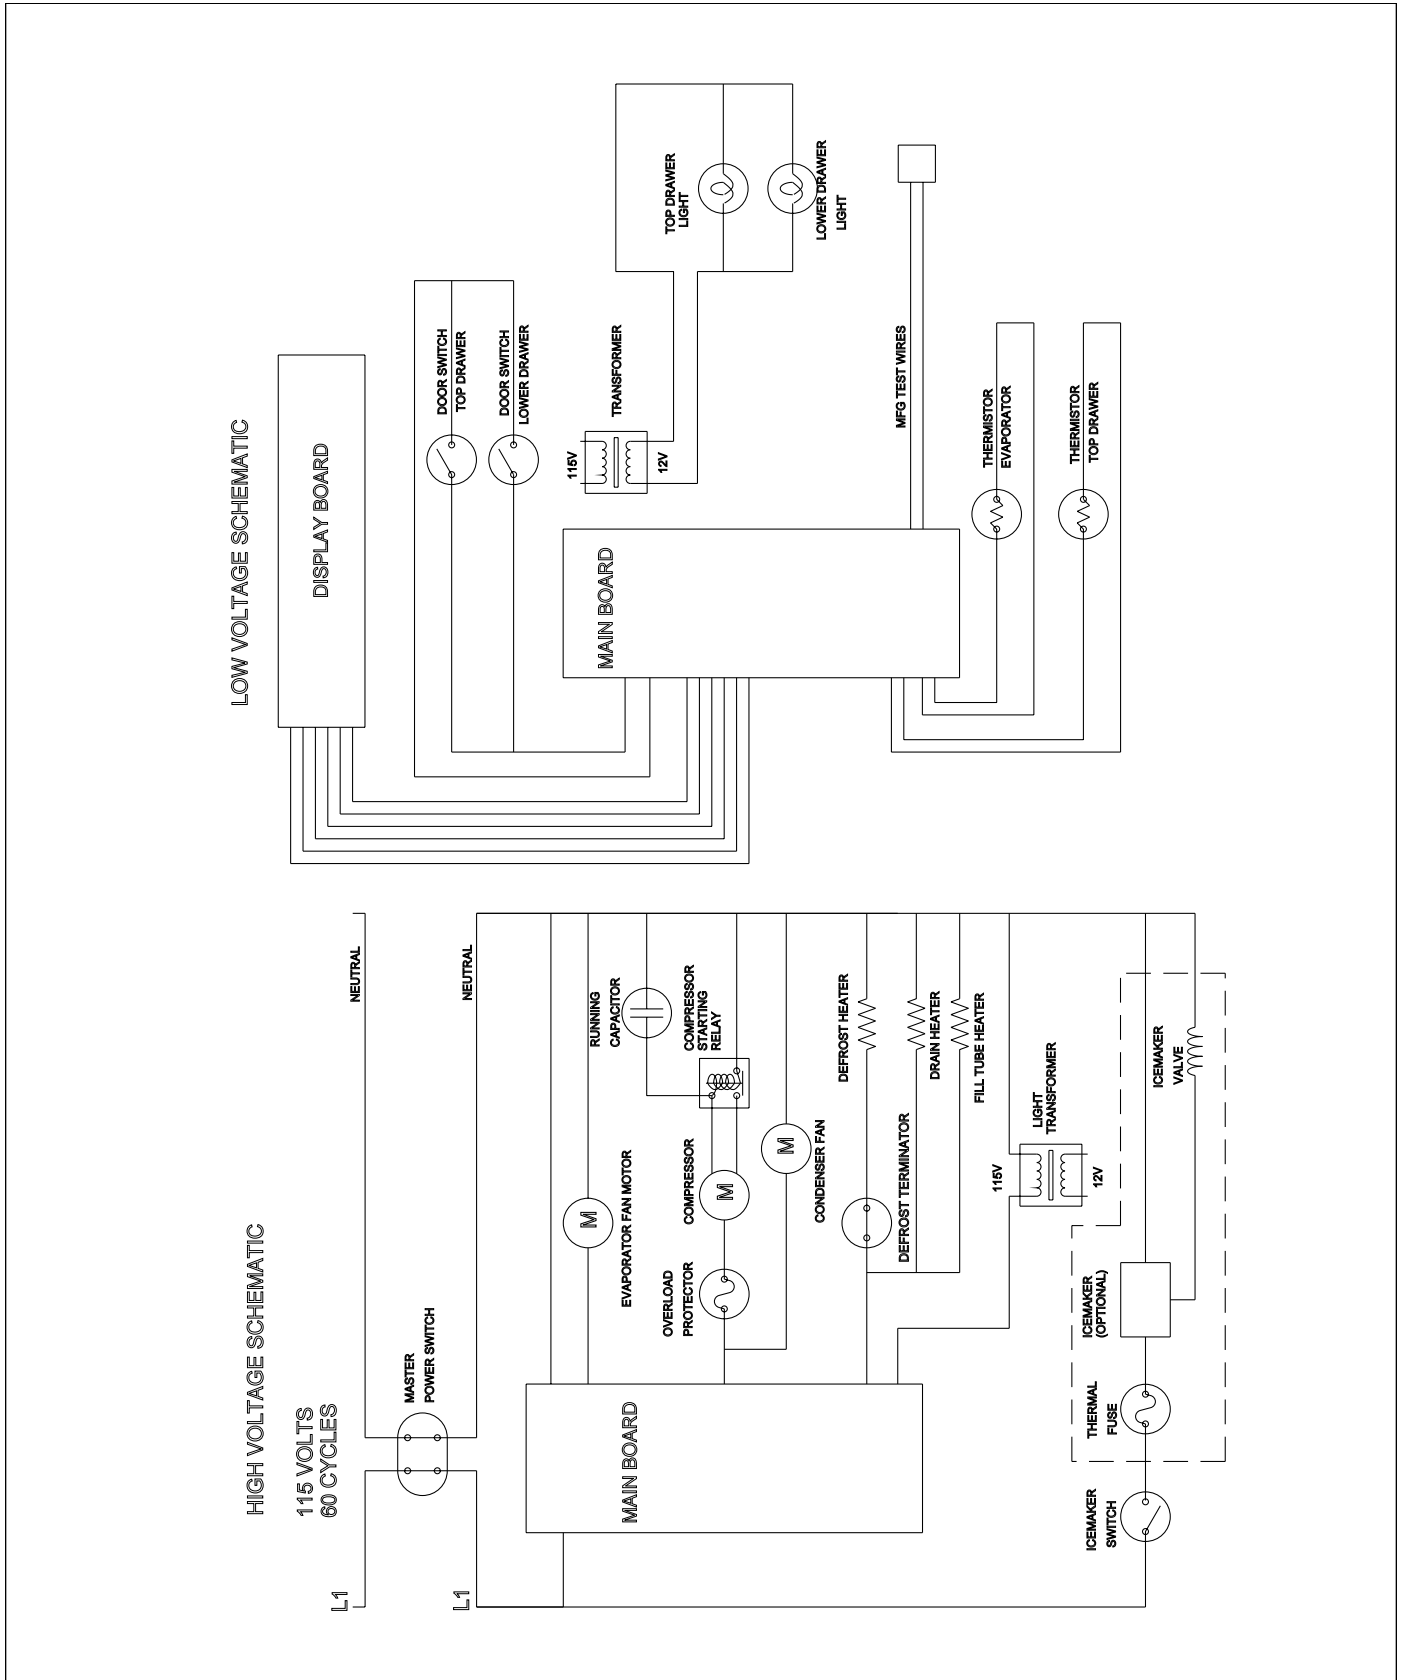 HIGH VOLTAGE SCHEMATIC
115 VOLTS
60 CYCLES
L1
NEUTRAL
MASTER
POWER SWITCH
L1
NEUTRAL
MAIN BOARD
EVAPORATOR FAN MOTOR
M
RUNNING
CAPACITOR
OVERLOAD
PROTECTOR
COMPRESSOR
M
COMPRESSOR
STARTING
RELAY
M
CONDENSER FAN
DEFROST TERMINATOR
DEFROST HEATER
DRAIN HEATER
FILL TUBE HEATER
115V
LIGHT
TRANSFORMER
12V
ICEMAKER
SWITCH
THERMAL
FUSE
ICEMAKER
(OPTIONAL)
ICEMAKER
VALVE
LOW VOLTAGE SCHEMATIC
DISPLAY BOARD
DOOR SWITCH
TOP DRAWER
DOOR SWITCH
LOWER DRAWER
115V
TRANSFORMER
12V
TOP DRAWER
LIGHT
LOWER DRAWER
LIGHT
MAIN BOARD
MFG TEST WIRES
THERMISTOR
EVAPORATOR
THERMISTOR
TOP DRAWER